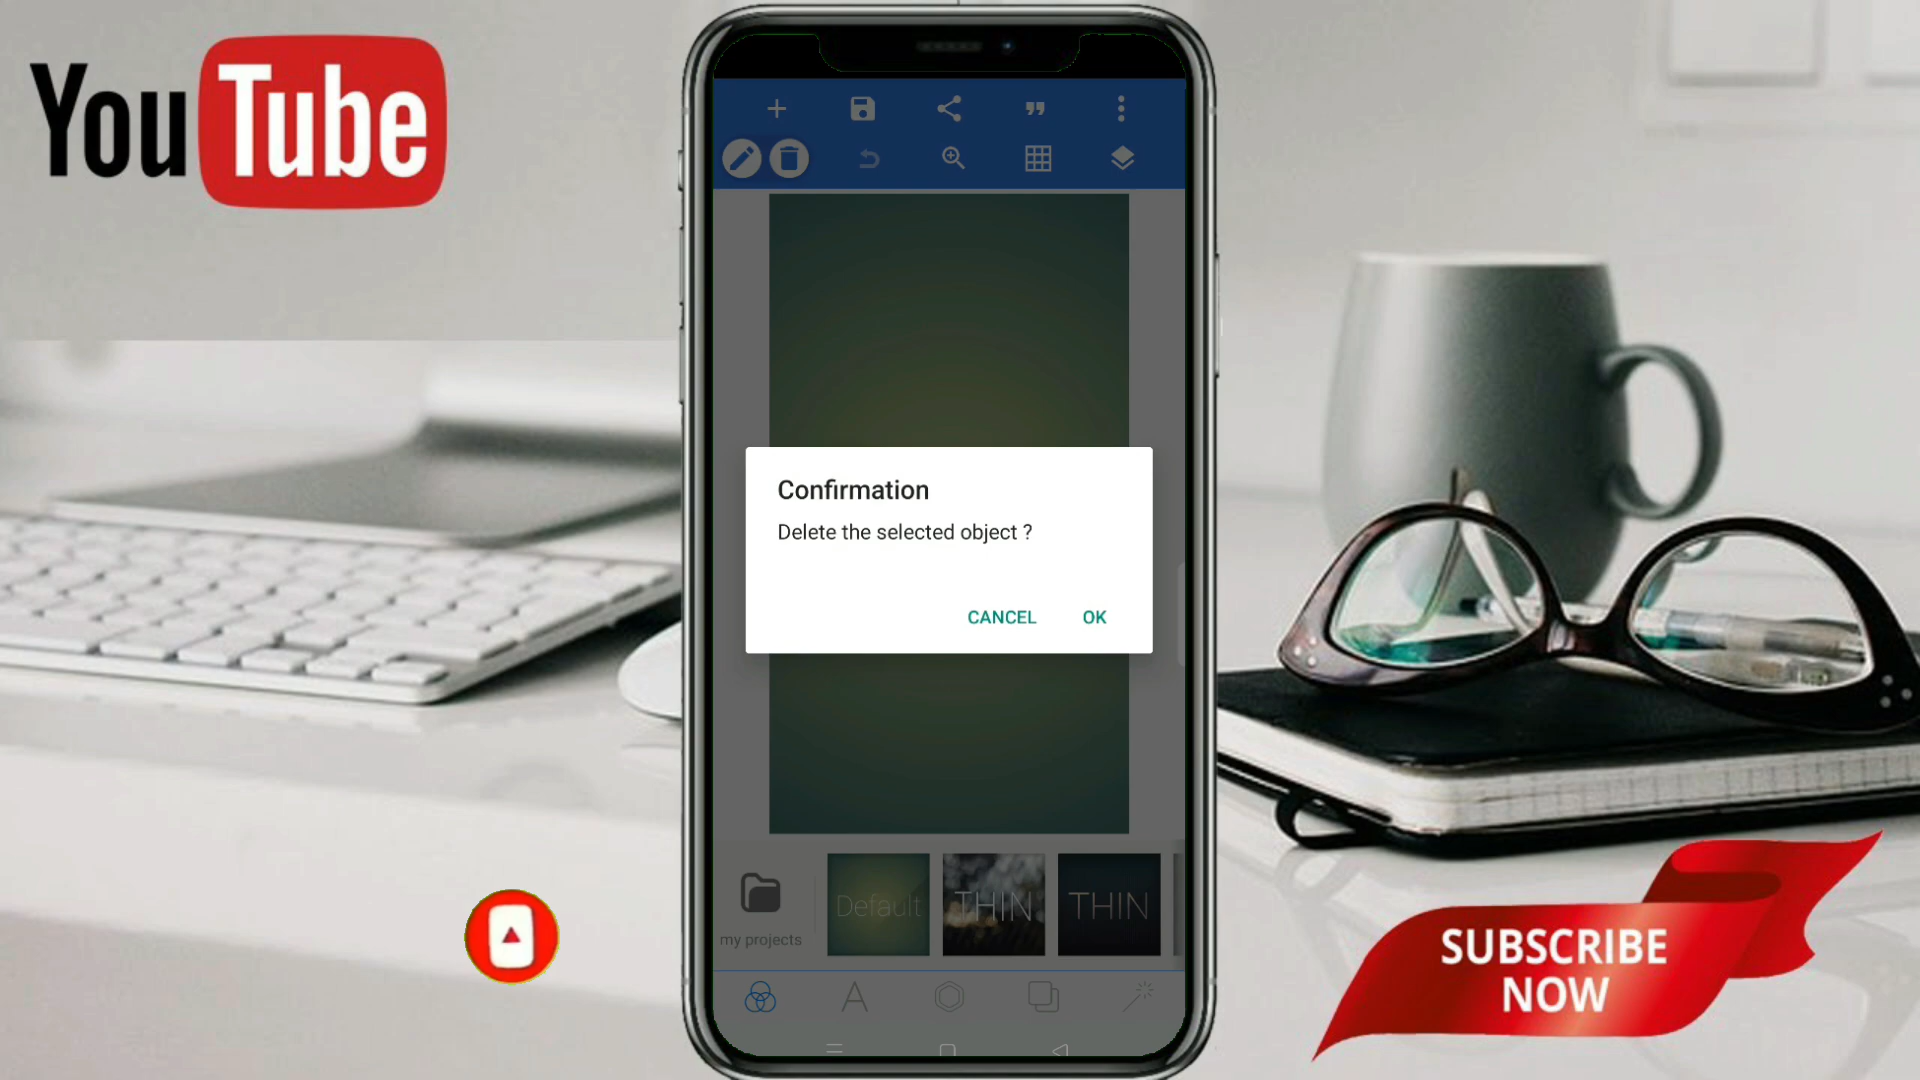 YouTube
Confirmation
Delete the selected object ?
CANCEL OK
my projects
Default
THIN
THIN
SUBSCRIBE
NOW